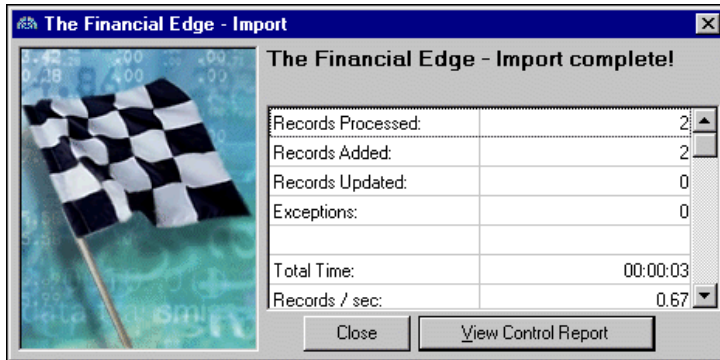 The Financial Edge - Import
The Financial Edge - Import complete!
Records Processed: 2
Records Added: 2
Records Updated: 0
Exceptions: 0
Total Time: 00:00:03
Records / sec: 0.67
Close View Control Report